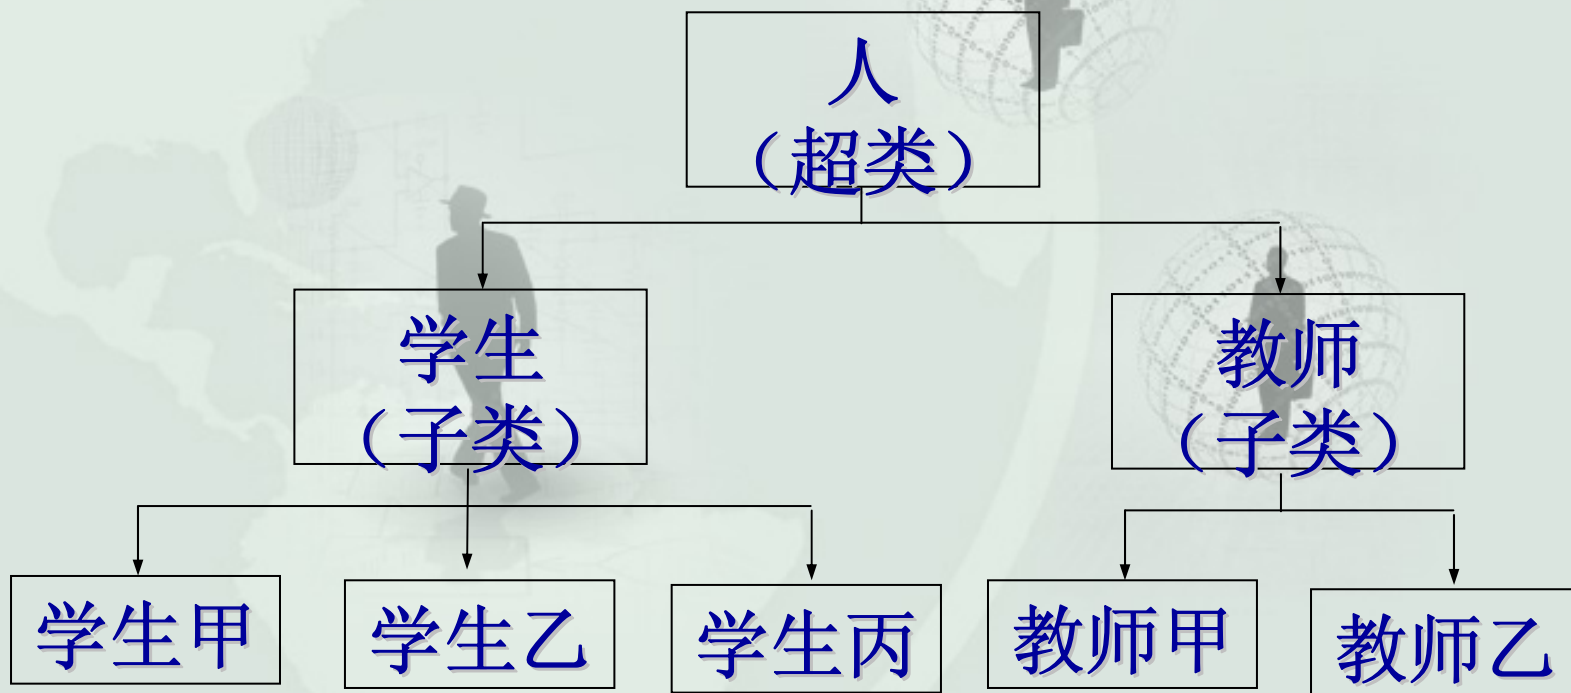 人
（超类）
学生
（子类）
教师
（子类）
学生甲
学生乙
学生丙
教师甲
教师乙